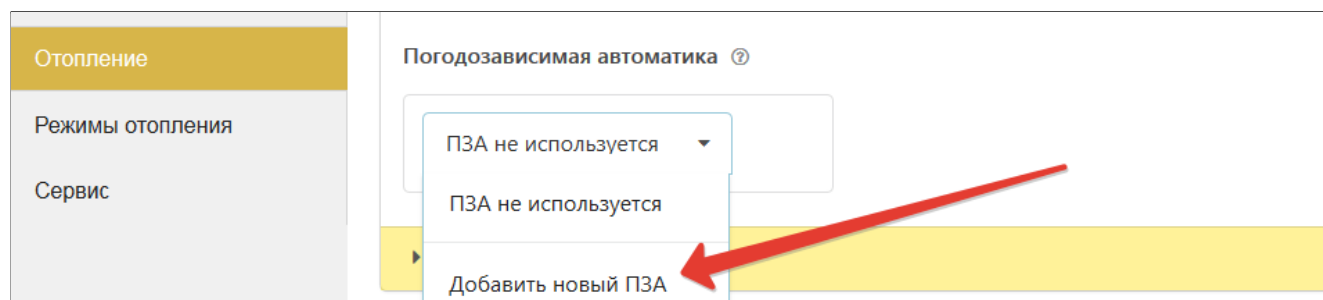 Отопление
Режимы отопления
Сервис
Погодозависимая автоматика
ПЗА не используется
ПЗА не используется
Добавить новый ПЗА